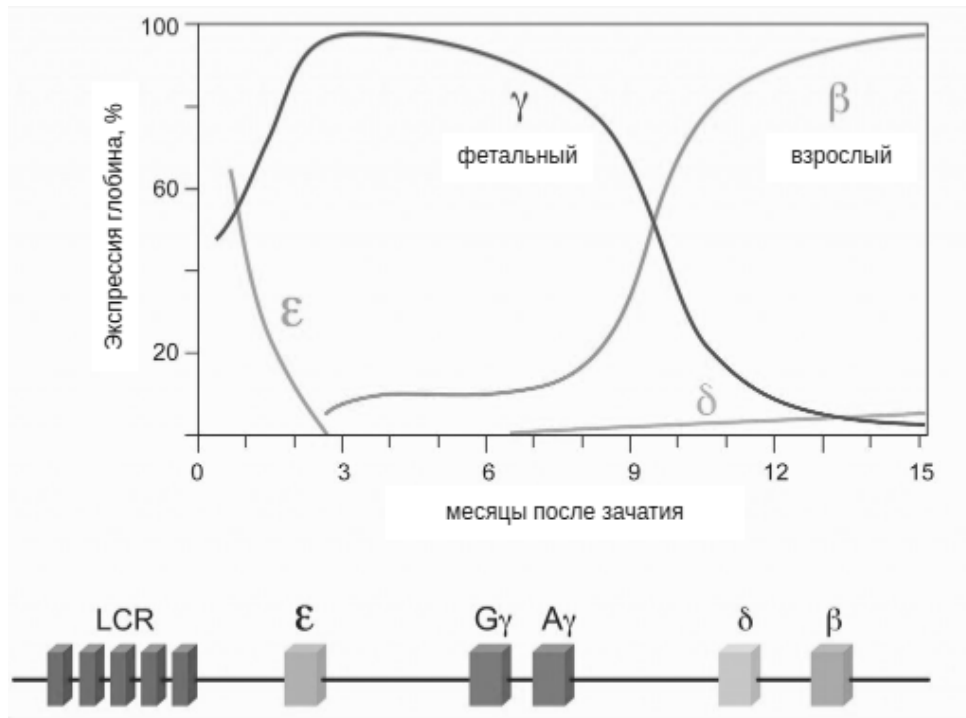 100
60
20
Экспрессия глобина, %
γ
фетальный
β
взрослый
ε
δ
0 3 6 9 12 15
месяцы после зачатия
LCR ε Gγ Aγ δ β